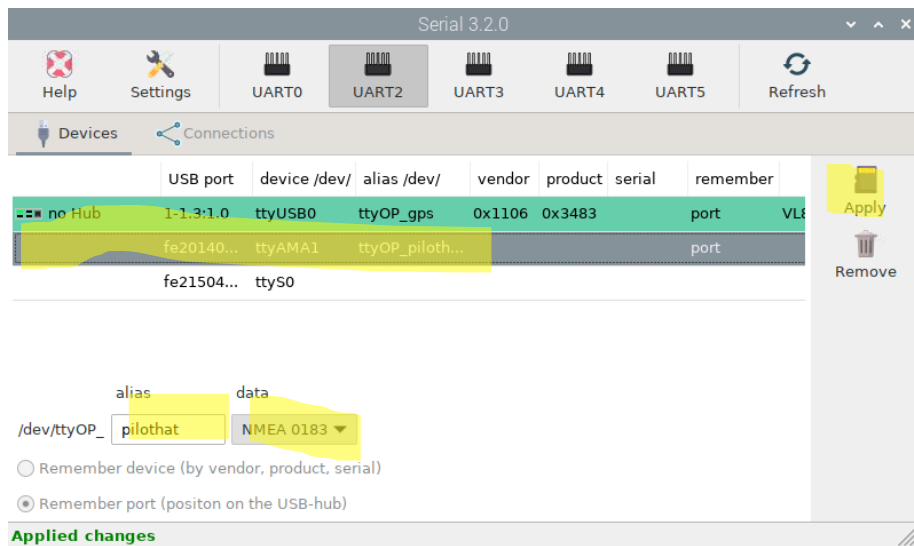 Serial 3.2.0
Help Settings UART0 UART2 UART3 UART4 UART5 Refresh
Devices Connections
USB port device /dev/ alias /dev/ vendor product serial remember
no Hub 1-1.3:1.0 ttyUSB0 ttyOP_gps 0x1106 0x3483 port VL8
fe20140... ttyAMA1 ttyOP_piloth... port
fe21504... ttyS0
Apply
Remove
alias data
/dev/ttyOP_ pilothat NMEA 0183
Remember device (by vendor, product, serial)
Remember port (positon on the USB-hub)
Applied changes